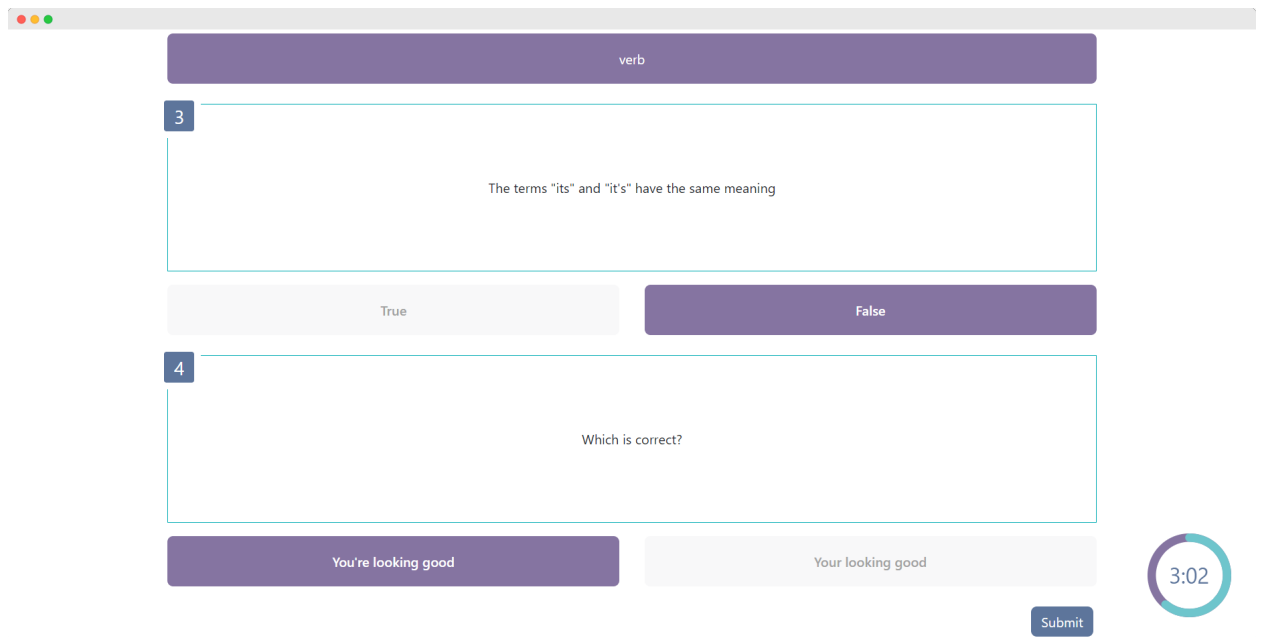 verb
3
The terms "its" and "it's" have the same meaning
True
False
4
Which is correct?
You're looking good
Your looking good
3:02
Submit